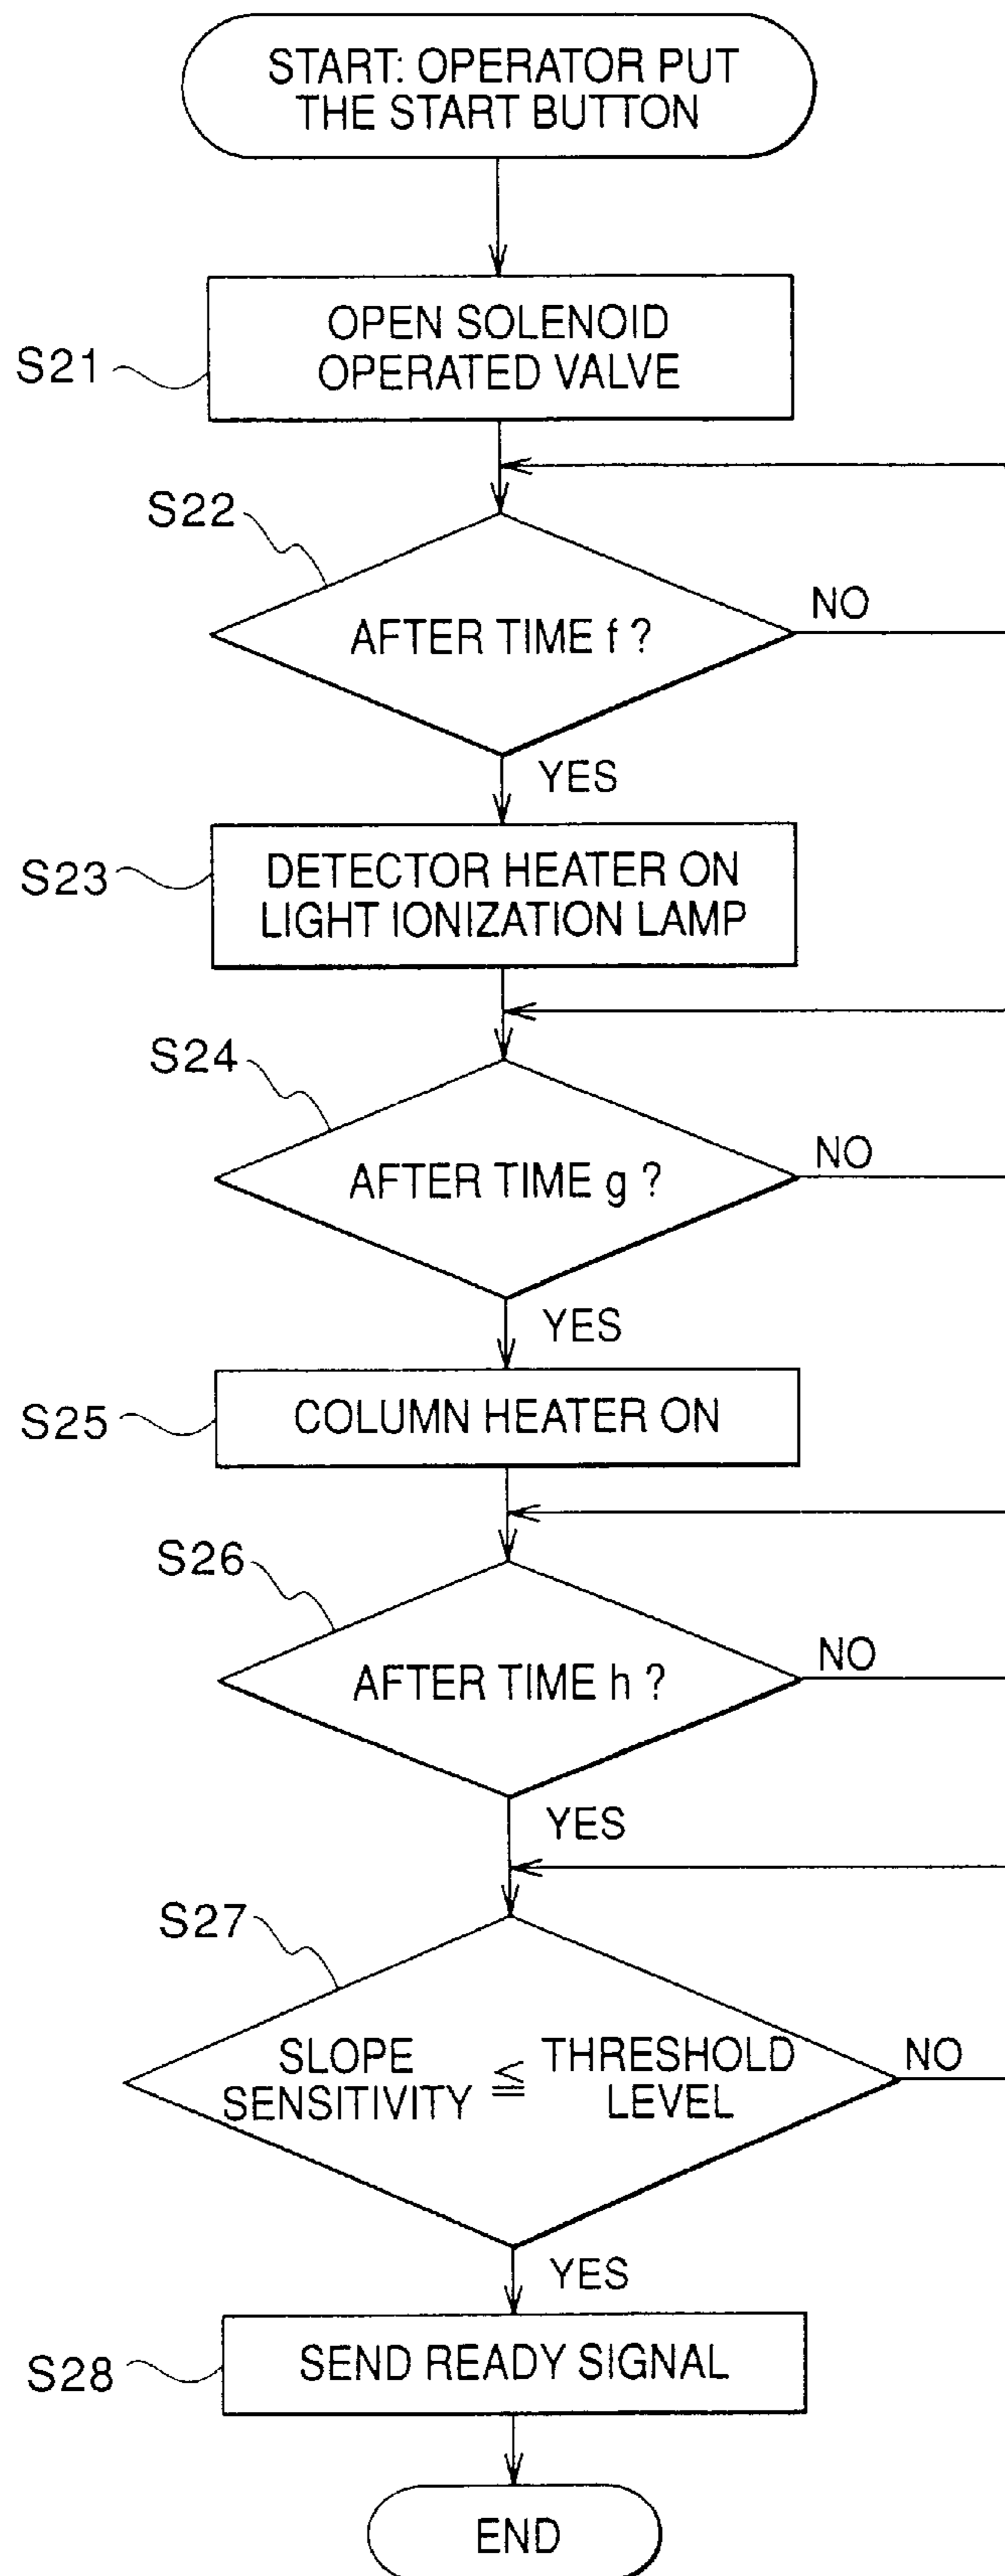 START: OPERATOR PUT
THE START BUTTON
OPEN SOLENOID
OPERATED VALVE
S21
S22
AFTER TIME f ?
NO
YES
S23
DETECTOR HEATER ON
LIGHT IONIZATION LAMP
S24
AFTER TIME g ?
NO
YES
S25
COLUMN HEATER ON
S26
AFTER TIME h ?
NO
YES
S27
SLOPE
SENSITIVITY
≦
THRESHOLD
LEVEL
NO
YES
S28
SEND READY SIGNAL
END